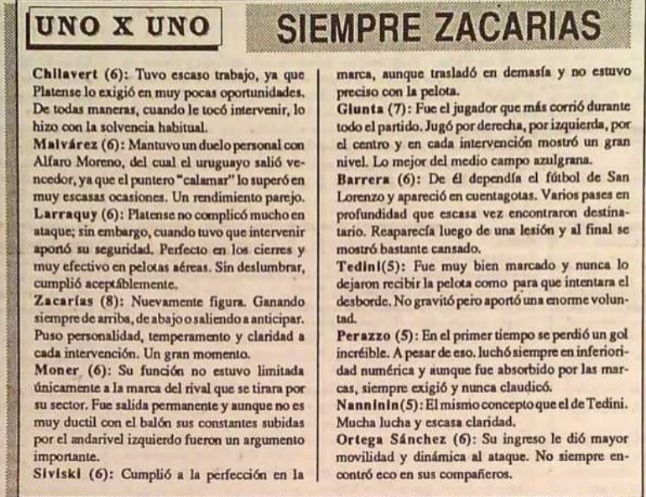 UNO X UNO
SIEMPRE ZACARIAS
Chilavert (6): Tuvo escaso trabajo, ya que
Platense lo exigió en muy pocas oportunidades.
De todas maneras, cuando le tocó intervenir, lo
hizo con la solvencia habitual.
Malvárez (6): Mantuvo un duelo personal con
Alfaro Moreno, del cual el uruguayo salió ven-
cedor, ya que el puntero "calamar" lo superó en
muy escasas ocasiones. Un rendimiento parejo.
Larraquy (6): Platense no complicó mucho en
ataque; sin embargo, cuando tuvo que intervenir
aportó su seguridad. Perfecto en los cierres y
muy efectivo en pelotas aéreas. Sin deslumbrar,
cumplió aceptiblemente.
Zacarías (8): Nuevamente figura. Ganando
siempre de arriba, de abajo o saliendo a anticipar.
Puso personalidad, temperamento y claridad a
cada intervención. Un gran momento.
Moner (6): Su función no estuvo limitada
únicamente a la marca del rival que se tirara por
su sector. Fue salida permanente y aunque no es
muy ductil con el balón sus constantes subidas
por el andarivel izquierdo fueron un argumento
importante.
Siviski (6): Cumplió a la perfección en la
marca, aunque trasladó en demasía y no estuvo
preciso con la pelota.
Giunta (7): Fue el jugador que más corrió durante
todo el partido. Jugó por derecha, por izquierda, por
el centro y en cada intervención mostró un gran
nivel. Lo mejor del medio campo azulgrana.
Barrera (6): De él dependía el fútbol de San
Lorenzo y apareció en cuentagotas. Varios pases en
profundidad que escasa vez encontraron destina-
tario. Reaparecía luego de una lesión y al final se
mostró bastante cansado.
Tedini(5): Fue muy bien marcado y nunca lo
dejaron recibir la pelota como para que intentara el
desborde. No gravitó pero aportó una enorme volun-
tad.
Perazzo (5): En el primer tiempo se perdió un gol
increíble. A pesar de eso. luchó siempre en inferiori-
dad numérica y aunque fue absorbido por las mar-
cas, siempre exigió y nunca claudicó.
Nanninin(5): El mismo concepto que el de Tedini.
Mucha lucha y escasa claridad.
Ortega Sánchez (6): Su ingreso le dió mayor
movilidad y dinámica al ataque. No siempre en-
contró eco en sus compañeros.